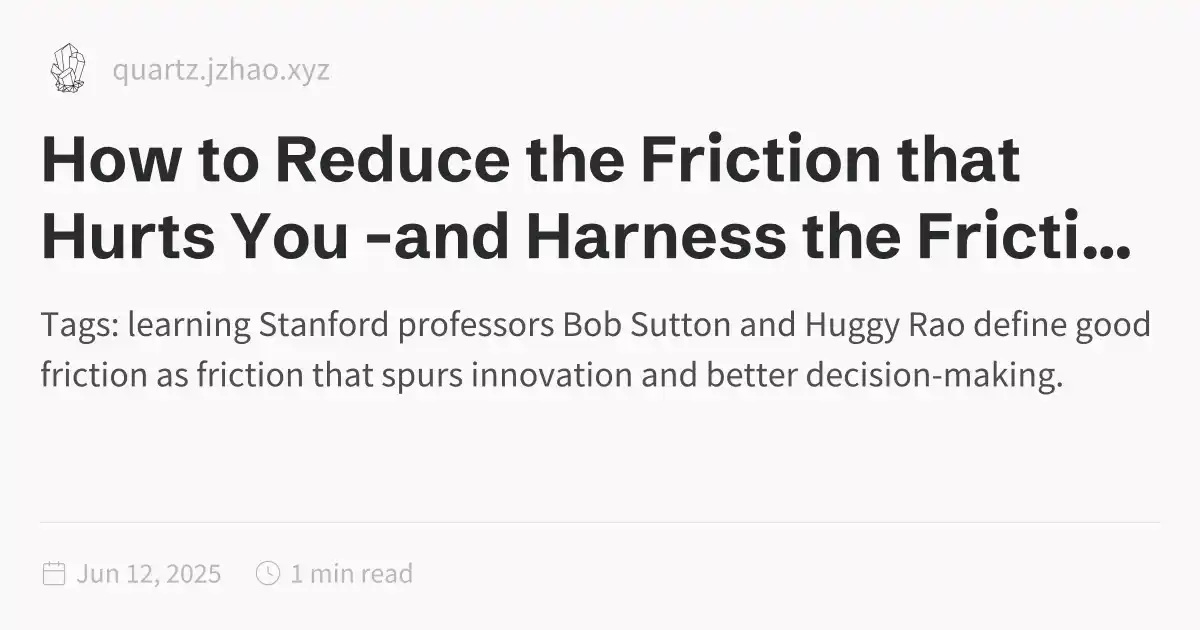 quartz.jzhao.xyz
How to Reduce the Friction that
Hurts You -and Harness the Fricti...
Tags: learning Stanford professors Bob Sutton and Huggy Rao define good
friction as friction that spurs innovation and better decision-making.
Jun 12, 2025 1 min read